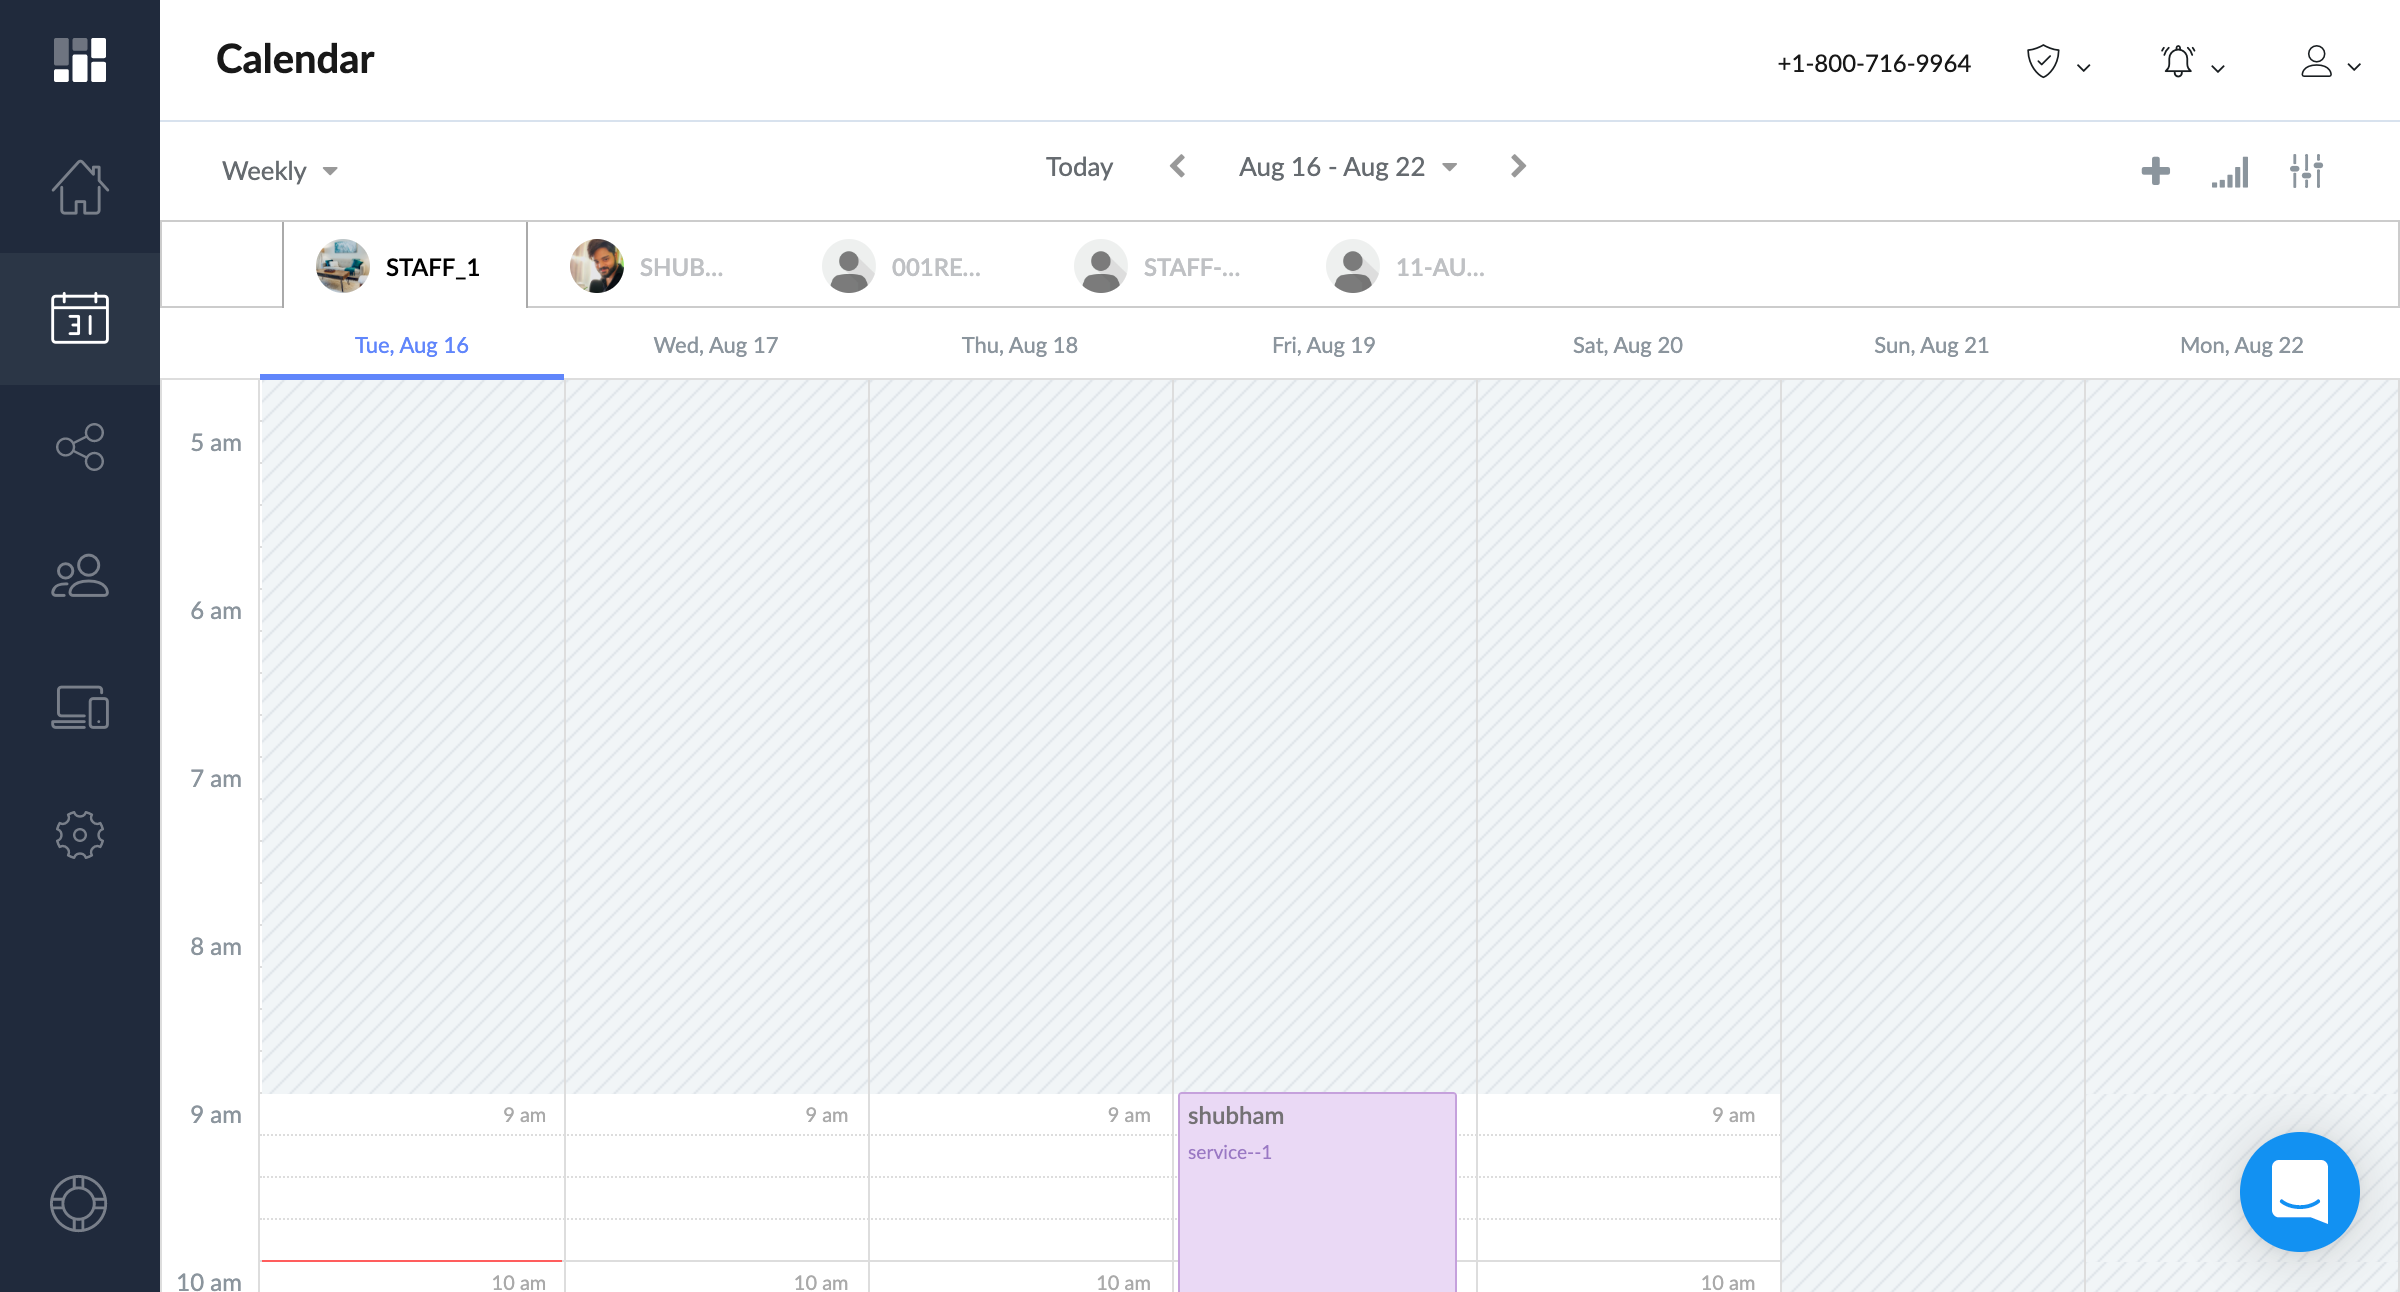 Calendar
+1-800-716-9964
Weekly
Today
Aug 16 - Aug 22
31
STAFF_1
SHUB...
001RE...
STAFF-...
11-AU...
Tue, Aug 16
Wed, Aug 17
Thu, Aug 18
Fri, Aug 19
Sat, Aug 20
Sun, Aug 21
Mon, Aug 22
5 am
6 am
7 am
8 am
9 am
9 am
9 am
9 am
shubham
9 am
service--1
10 am
10 am
10 am
10 am
10 am